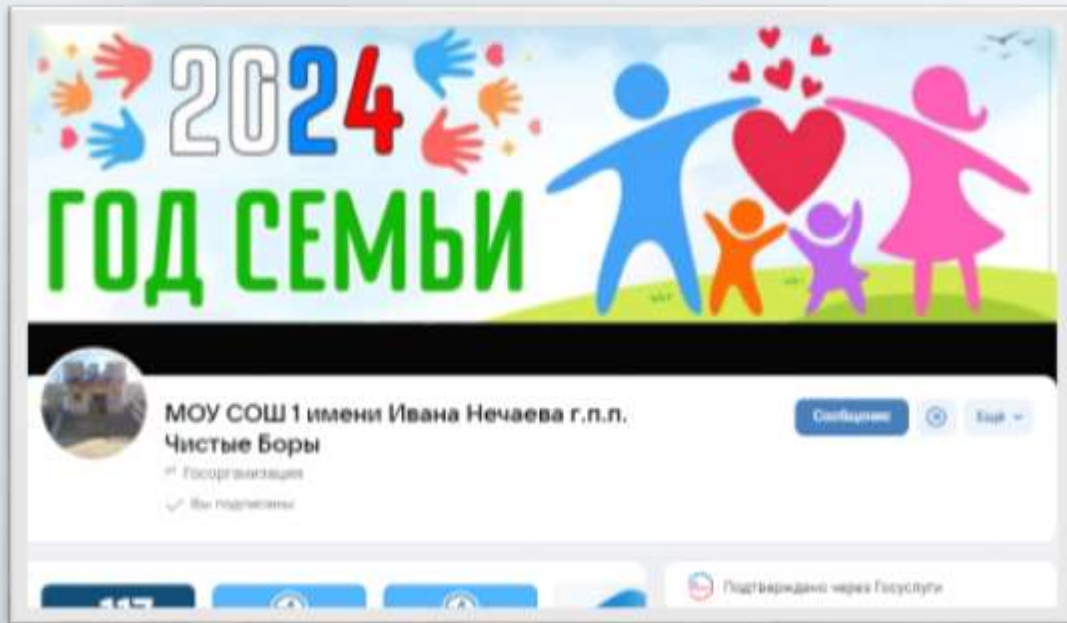 2024
ГОД СЕМЬИ
МОУ СОШ 1 имени Ивана Нечаева г.п.п.
Чистые Боры
Госорганизация
Вы подписаны
Сообщение
Ещё
117
Подтверждено через Госуслуги